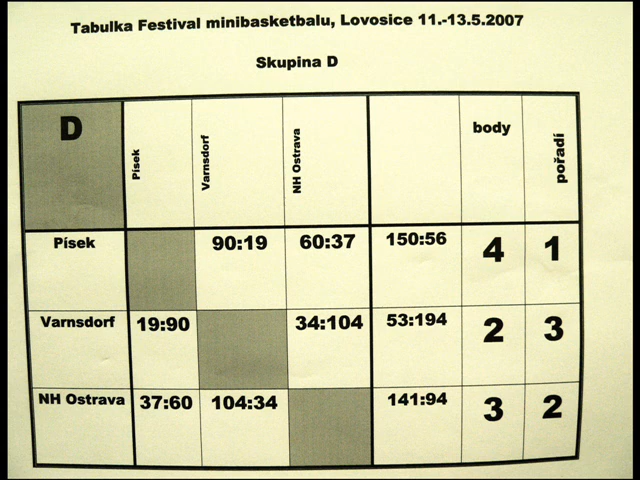 Tabulka Festival minibasketbalu, Lovosice 11.-13.5.2007
Skupina D
D Písek Varnsdorf NH Ostrava body pořadí
Písek 90:19 60:37 150:56 4 1
Varnsdorf 19:90 34:104 53:194 2 3
NH Ostrava 37:60 104:34 141:94 3 2